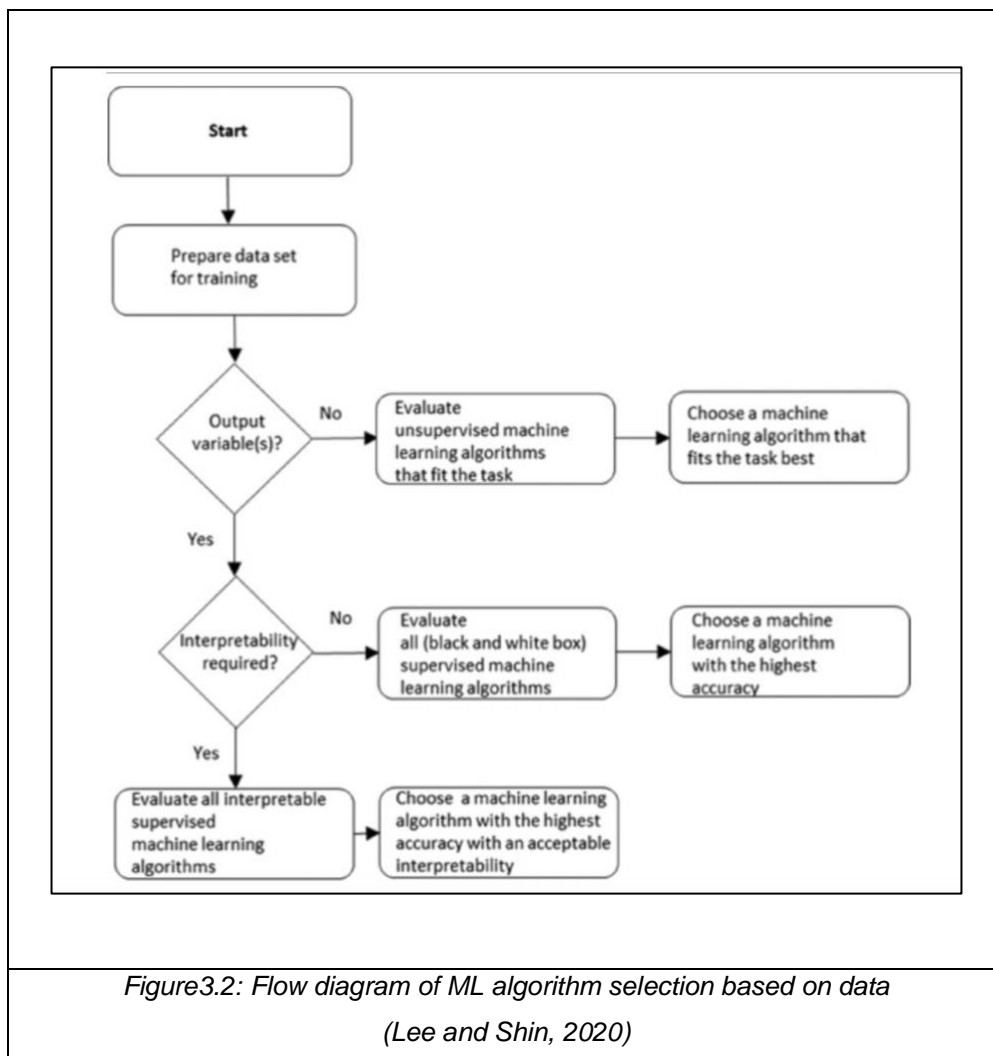 Start
Prepare data set
for training
Output
variable(s)?
No
Evaluate
unsupervised machine
learning algorithms
that fit the task
Choose a machine
learning algorithm that
fits the task best
Yes
Interpretability
required?
No
Evaluate
all (black and white box)
supervised machine
learning algorithms
Choose a machine
learning algorithm
with the highest
accuracy
Yes
Evaluate all interpretable
supervised
machine learning
algorithms
Choose a machine learning
algorithm with the highest
accuracy with an acceptable
interpretability
Figure3.2: Flow diagram of ML algorithm selection based on data
(Lee and Shin, 2020)